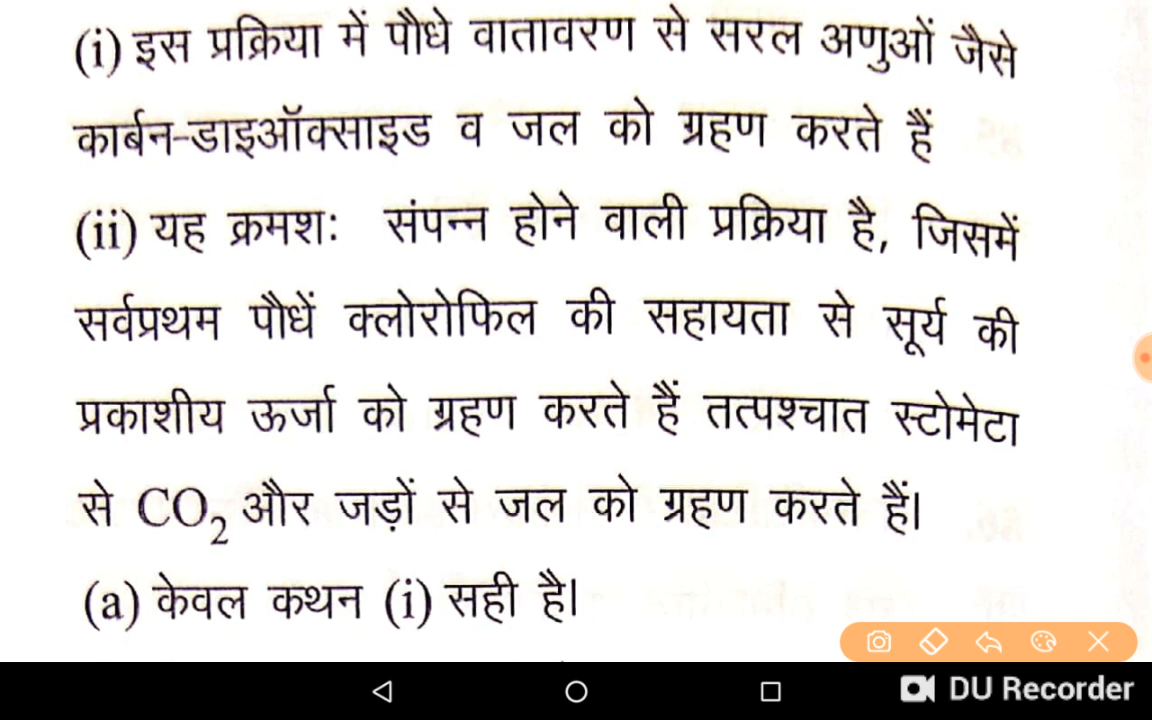 (i) इस प्रक्रिया में पौधे वातावरण से सरल अणुओं जैसे
कार्बन-डाइऑक्साइड व जल को ग्रहण करते हैं
(ii) यह क्रमशः संपन्न होने वाली प्रक्रिया है, जिसमें
सर्वप्रथम पौधें क्लोरोफिल की सहायता से सूर्य की
प्रकाशीय ऊर्जा को ग्रहण करते हैं तत्पश्चात स्टोमेटा
से CO₂ और जड़ों से जल को ग्रहण करते हैं।
(a) केवल कथन (i) सही है।
DU Recorder